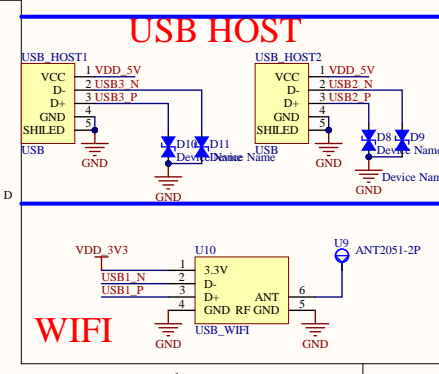 USB HOST
USB_HOST1
VCC 1 VDD_5V
D- 2 USB3_N
D+ 3 USB3_P
GND 4
SHILED 5
USB
GND
D10 D11
GND
USB_HOST2
VCC 1 VDD_5V
D- 2 USB2_N
D+ 3 USB2_P
GND 4
SHILED 5
USB
GND
D8 D9
Device Name
Device Nam
GND
D
VDD_3V3
USB1_N
USB1_P
U10
1 3.3V
2 D-
3 D+ ANT 6
4 GND RF GND 5
USB_WIFI
GND
GND
U9
ANT2051-2P
WIFI